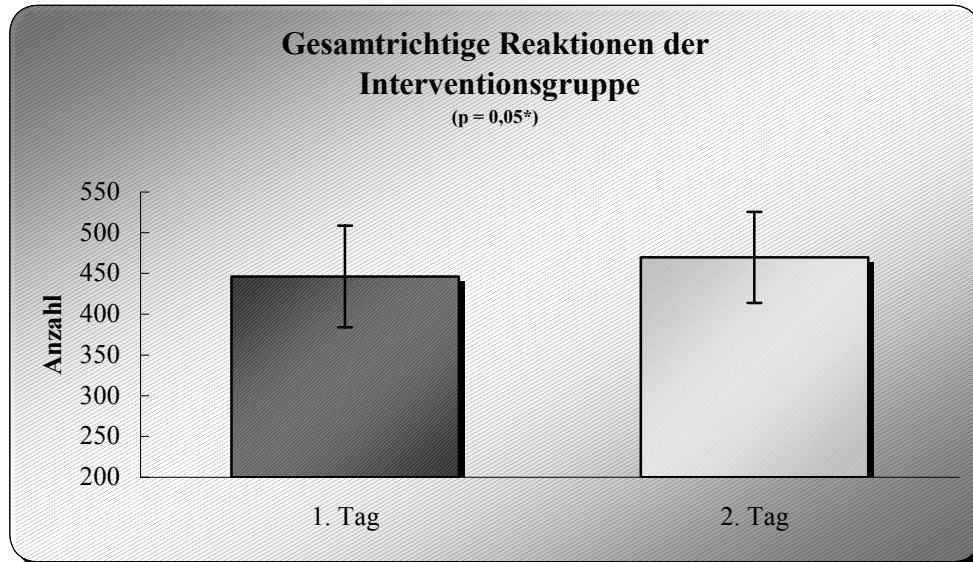 Gesamtrichtige Reaktionen der
Interventionsgruppe
(p = 0,05*)
550
500
450
400
350
300
250
200
Anzahl
1. Tag
2. Tag